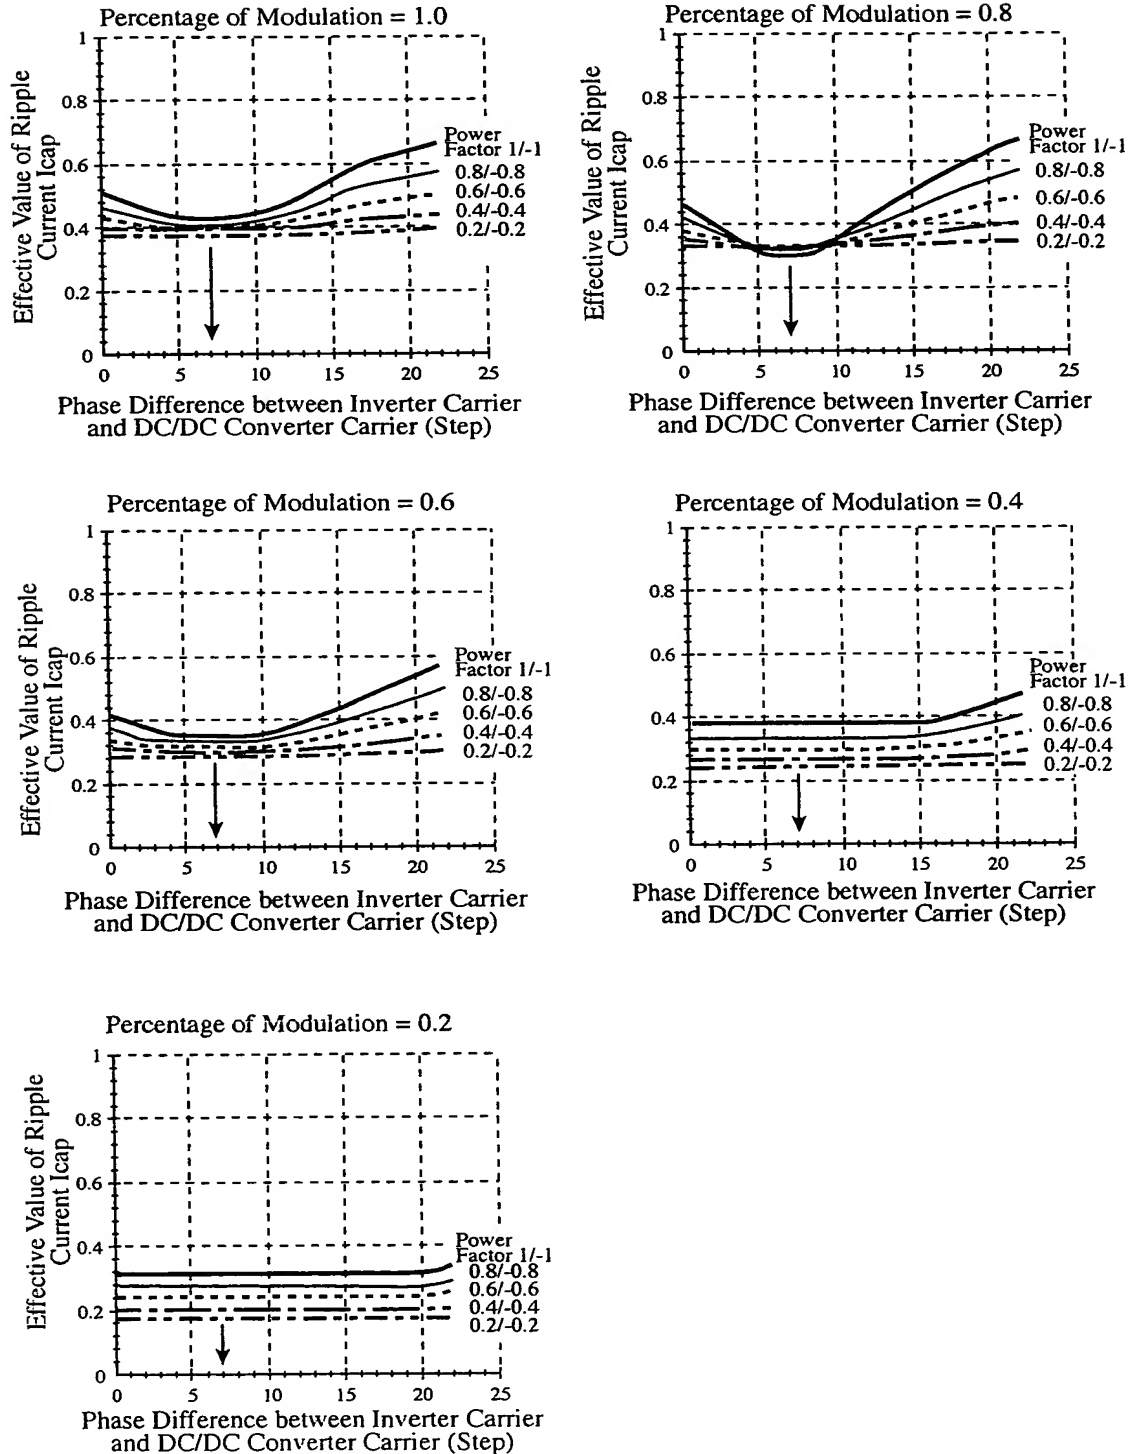 Percentage of Modulation = 1.0
Effective Value of Ripple
Current Icap
1
0.8
0.6
0.4
0.2
0
0 5 10 15 20 25
Power
Factor 1/-1
0.8/-0.8
0.6/-0.6
0.4/-0.4
0.2/-0.2
Phase Difference between Inverter Carrier
and DC/DC Converter Carrier (Step)
Percentage of Modulation = 0.8
Effective Value of Ripple
Current Icap
1
0.8
0.6
0.4
0.2
0
0 5 10 15 20 25
Power
Factor 1/-1
0.8/-0.8
0.6/-0.6
0.4/-0.4
0.2/-0.2
Phase Difference between Inverter Carrier
and DC/DC Converter Carrier (Step)
Percentage of Modulation = 0.6
Effective Value of Ripple
Current Icap
1
0.8
0.6
0.4
0.2
0
0 5 10 15 20 25
Power
Factor 1/-1
0.8/-0.8
0.6/-0.6
0.4/-0.4
0.2/-0.2
Phase Difference between Inverter Carrier
and DC/DC Converter Carrier (Step)
Percentage of Modulation = 0.4
1
0.8
0.6
0.4
0.2
0
0 5 10 15 20 25
Power
Factor 1/-1
0.8/-0.8
0.6/-0.6
0.4/-0.4
0.2/-0.2
Phase Difference between Inverter Carrier
and DC/DC Converter Carrier (Step)
Percentage of Modulation = 0.2
Effective Value of Ripple
Current Icap
1
0.8
0.6
0.4
0.2
0
0 5 10 15 20 25
Power
Factor 1/-1
0.8/-0.8
0.6/-0.6
0.4/-0.4
0.2/-0.2
Phase Difference between Inverter Carrier
and DC/DC Converter Carrier (Step)